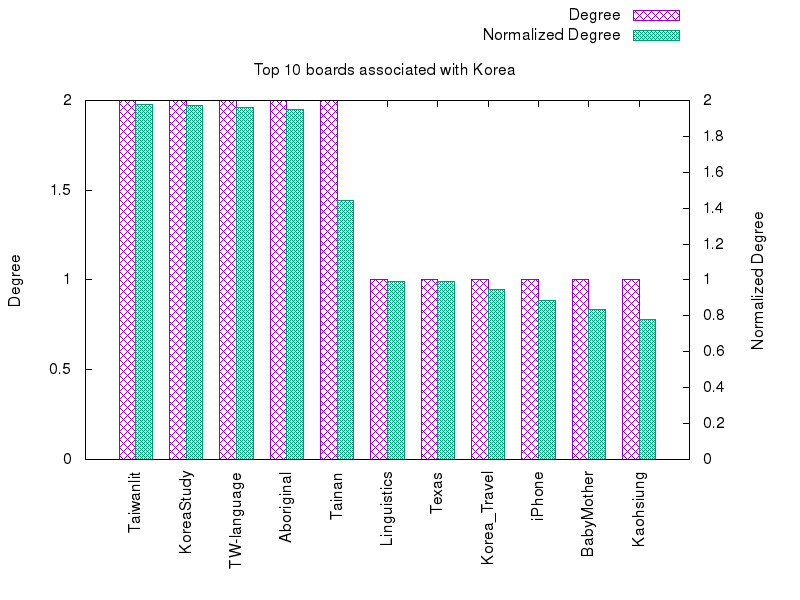 Degree
Normalized Degree
Top 10 boards associated with Korea
2
1.5
1
0.5
0
Degree
2
1.8
1.6
1.4
1.2
1
0.8
0.6
0.4
0.2
0
Normalized Degree
Taiwanlit
KoreaStudy
TW-language
Aboriginal
Tainan
Linguistics
Texas
Korea_Travel
iPhone
BabyMother
Kaohsiung